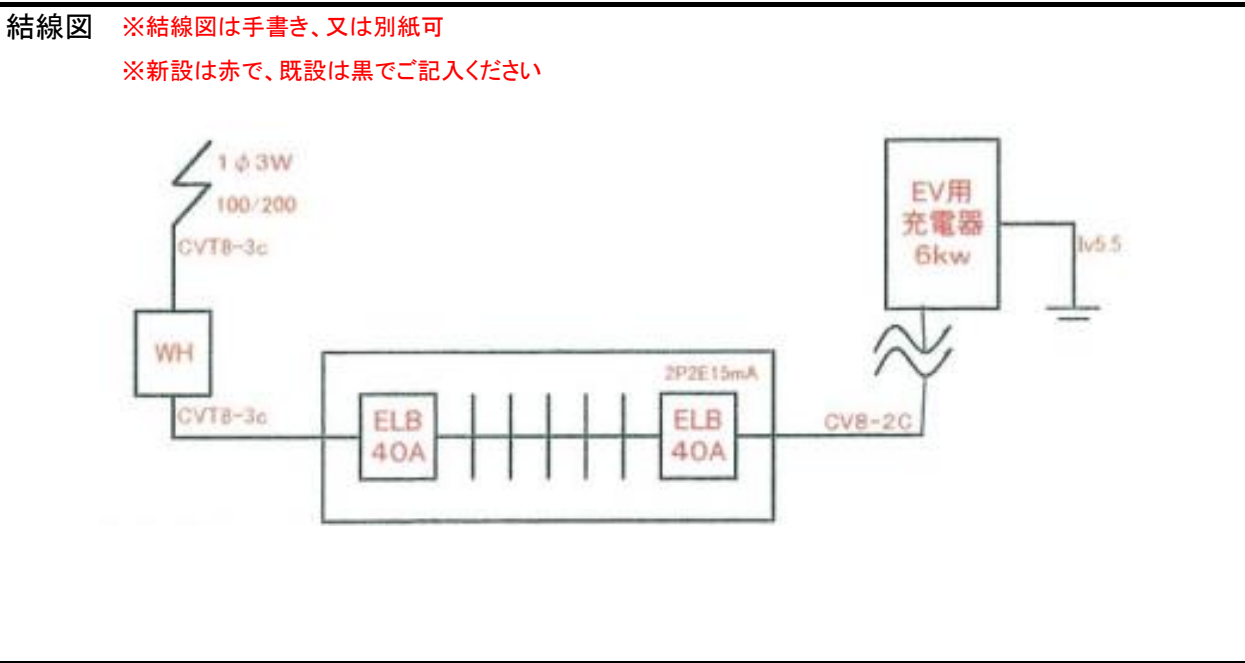 結線図 ※結線図は手書き、又は別紙可
※新設は赤で、既設は黒でご記入ください
1φ3W
100/200
CVT8-3c
WH
CVT8-3c
ELB
40A
2P2E15mA
ELB
40A
CV8-2C
EV用
充電器
6kw
Iv5.5